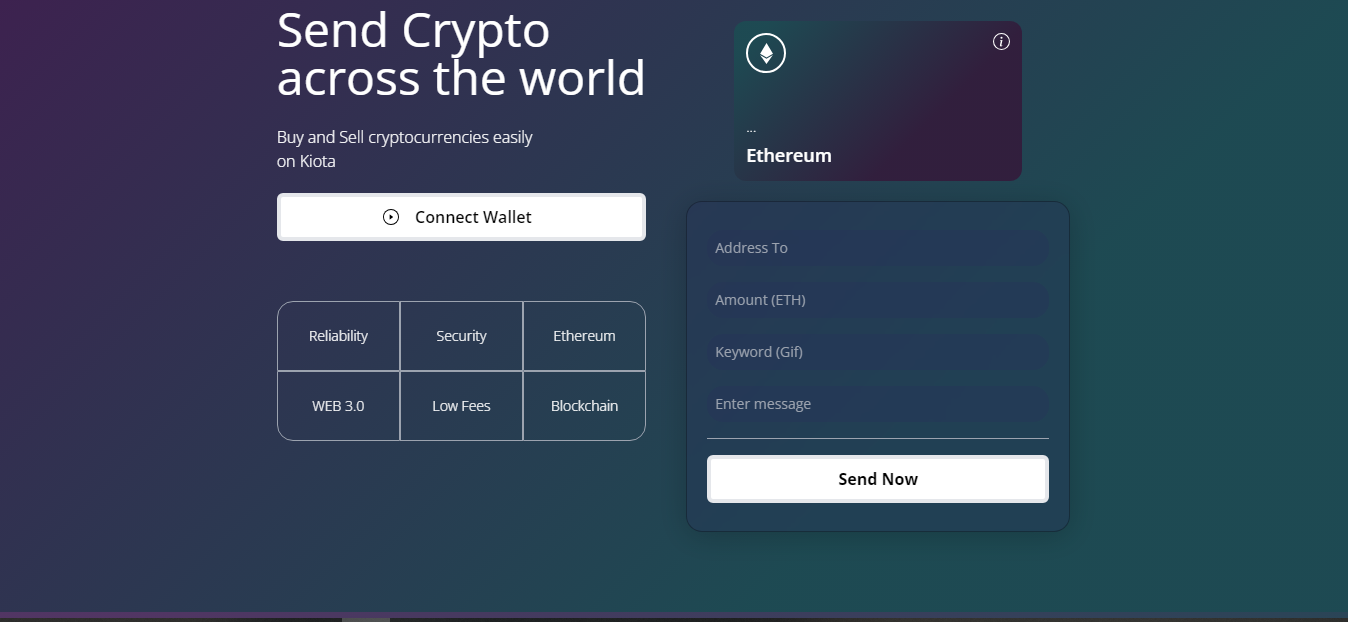 Send Crypto
across the world
Buy and Sell cryptocurrencies easily
on Kiota
Connect Wallet
Reliability
Security
Ethereum
WEB 3.0
Low Fees
Blockchain
...
Ethereum
Address To
Amount (ETH)
Keyword (Gif)
Enter message
Send Now